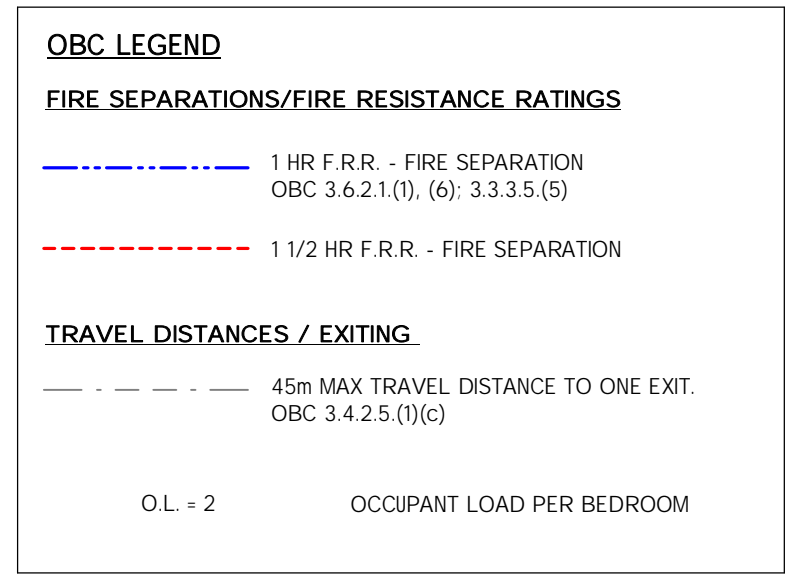 OBC LEGEND
FIRE SEPARATIONS/FIRE RESISTANCE RATINGS
1 HR F.R.R. - FIRE SEPARATION
OBC 3.6.2.1.(1), (6); 3.3.3.5.(5)
1 1/2 HR F.R.R. - FIRE SEPARATION
TRAVEL DISTANCES / EXITING
45m MAX TRAVEL DISTANCE TO ONE EXIT.
OBC 3.4.2.5.(1)(c)
O.L. = 2 OCCUPANT LOAD PER BEDROOM